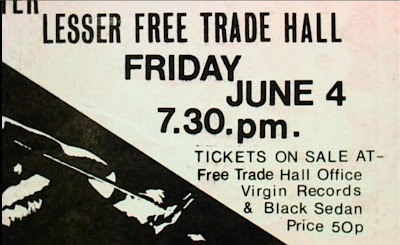 LESSER FREE TRADE HALL
FRIDAY
JUNE 4
7.30.pm.
TICKETS ON SALE AT-
Free Trade Hall Office
Virgin Records
& Black Sedan
Price 50p